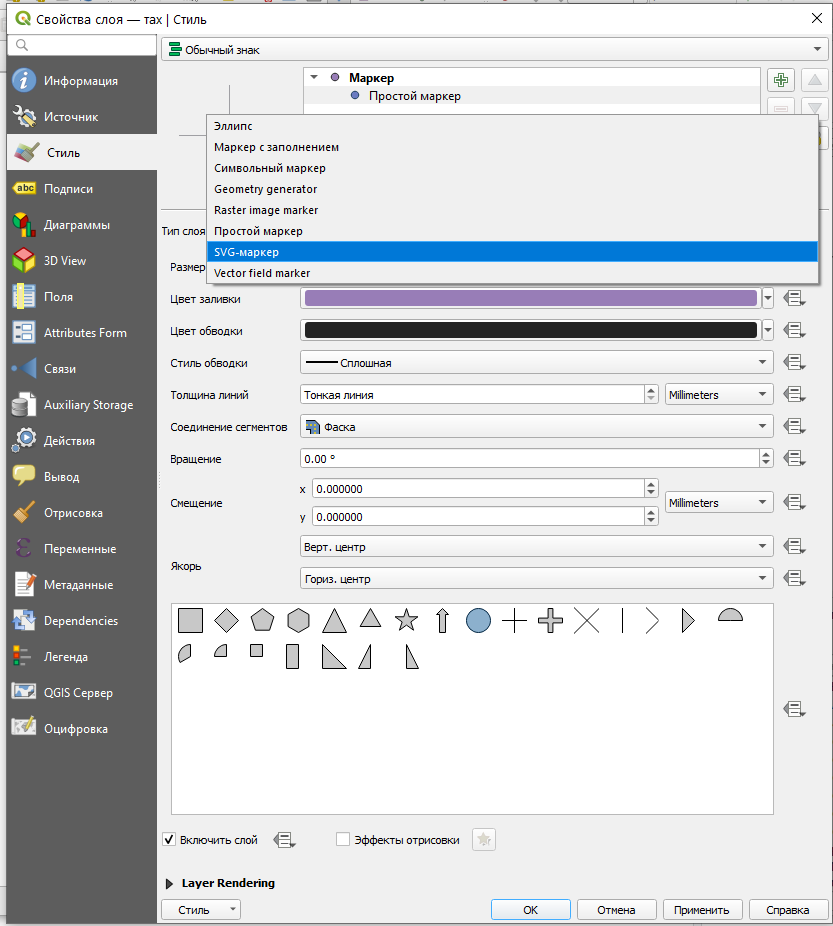 Свойства слоя — tax | Стиль
Обычный знак
Информация
Источник
Стиль
abc Подписи
Диаграммы
3D View
Поля
Attributes Form
Связи
Auxiliary Storage
Действия
Вывод
Отрисовка
Переменные
Метаданные
Dependencies
Легенда
QGIS Сервер
Оцифровка
Маркер
Простой маркер
Эллипс
Маркер с заполнением
Символьный маркер
Geometry generator
Raster image marker
Простой маркер
SVG-маркер
Vector field marker
Тип слоя
Размер
Цвет заливки
Цвет обводки
Стиль обводки Сплошная
Толщина линий Тонкая линия Millimeters
Соединение сегментов Фаска
Вращение 0.00 °
Смещение
x 0.000000
y 0.000000
Millimeters
Якорь
Верт. центр
Гориз. центр
Включить слой Эффекты отрисовки
Layer Rendering
Стиль OK Отмена Применить Справка